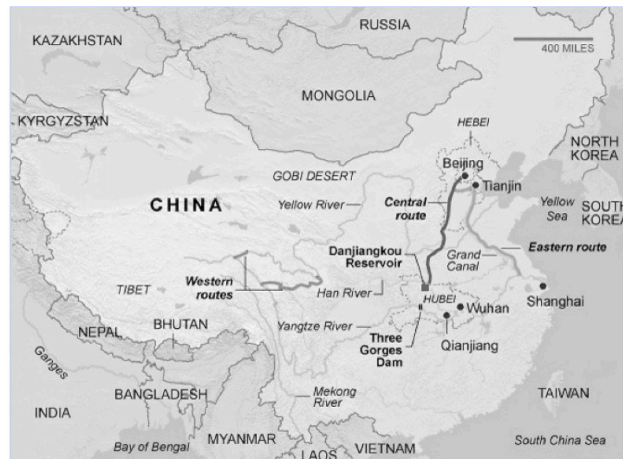 RUSSIA
KAZAKHSTAN
400 MILES
MONGOLIA
KYRGYZSTAN
HEBEI
NORTH
KOREA
Beijing
GOBI DESERT
Tianjin
CHINA
Yellow River
Central
route
Yellow
Sea
SOUTH
KOREA
Danjiangkou
Reservoir
Grand
Canal
Eastern route
Western
routes
TIBET
Han River
HUBEI
Shanghai
Wuhan
NEPAL
BHUTAN
Yangtze River
Three
Gorges
Dam
Qianjiang
Ganges
BANGLADESH
Mekong
River
TAIWAN
INDIA
Bay of Bengal
MYANMAR
LAOS
VIETNAM
South China Sea